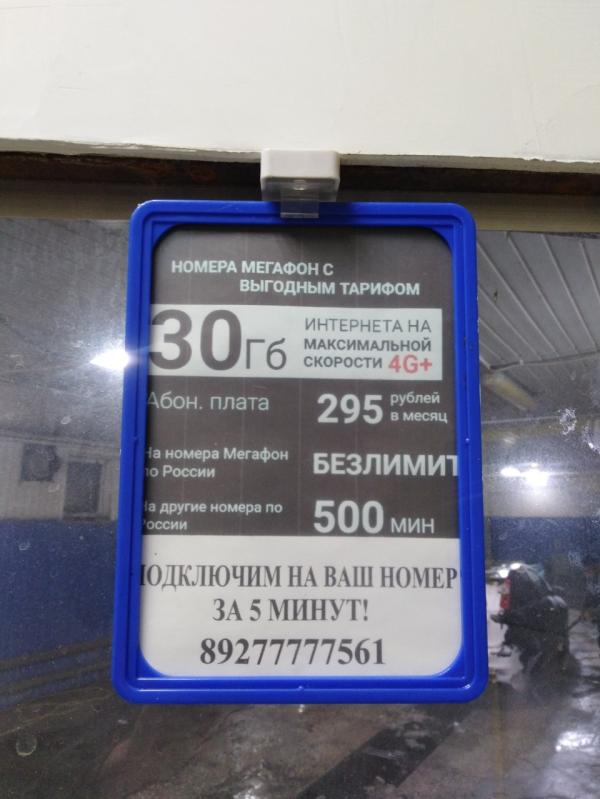 НОМЕРА МЕГАФОН С
ВЫГОДНЫМ ТАРИФОМ
30Гб
ИНТЕРНЕТА НА
МАКСИМАЛЬНОЙ
СКОРОСТИ 4G+
Абон. плата
295 рублей
в месяц
На номера Мегафон
по России
БЕЗЛИМИТ
На другие номера по
России
500 МИН
ПОДКЛЮЧИМ НА ВАШ НОМЕР
ЗА 5 МИНУТ!
89277777561